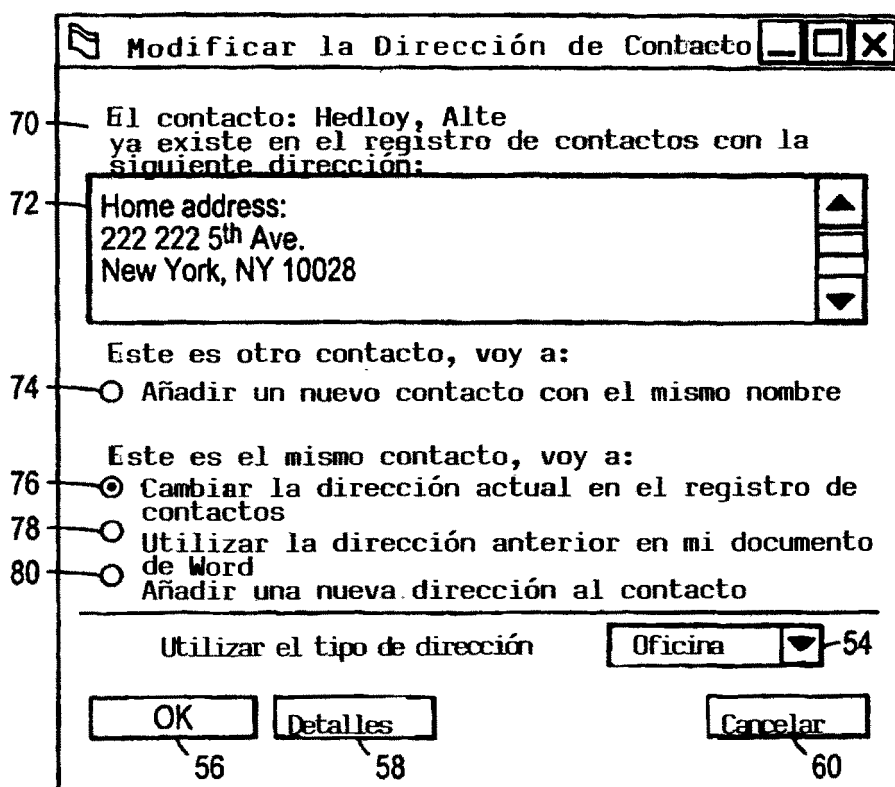 Modificar la Dirección de Contacto
70
El contacto: Hedloy, Alte
ya existe en el registro de contactos con la
siguiente dirección:
72
Home address:
222 222 5th Ave.
New York, NY 10028
Este es otro contacto, voy a:
74
Añadir un nuevo contacto con el mismo nombre
Este es el mismo contacto, voy a:
76
Cambiar la dirección actual en el registro de
contactos
78
Utilizar la dirección anterior en mi documento
de Word
80
Añadir una nueva dirección al contacto
Utilizar el tipo de dirección
Oficina
54
OK
Detalles
Cancelar
56
58
60